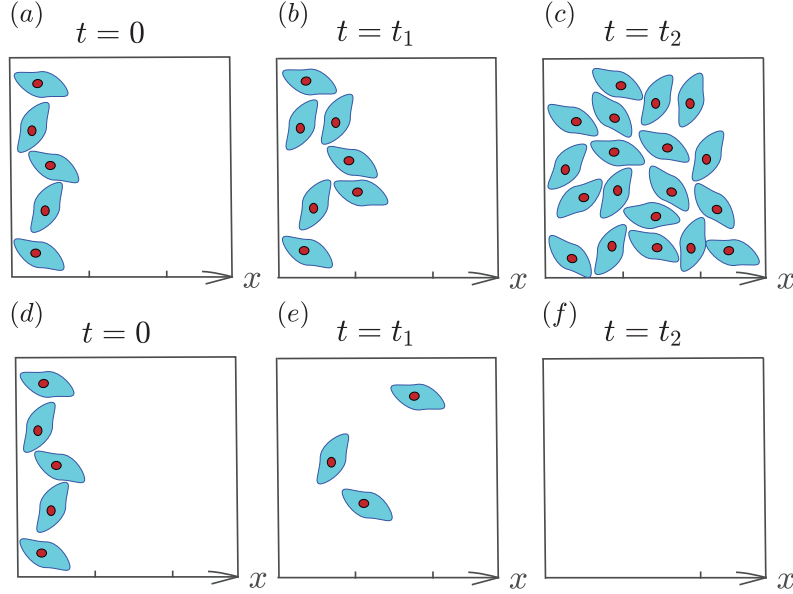 (a) t = 0
(b) t = t₁
(c) t = t₂
x
x
x
(d) t = 0
(e) t = t₁
(f) t = t₂
x
x
x